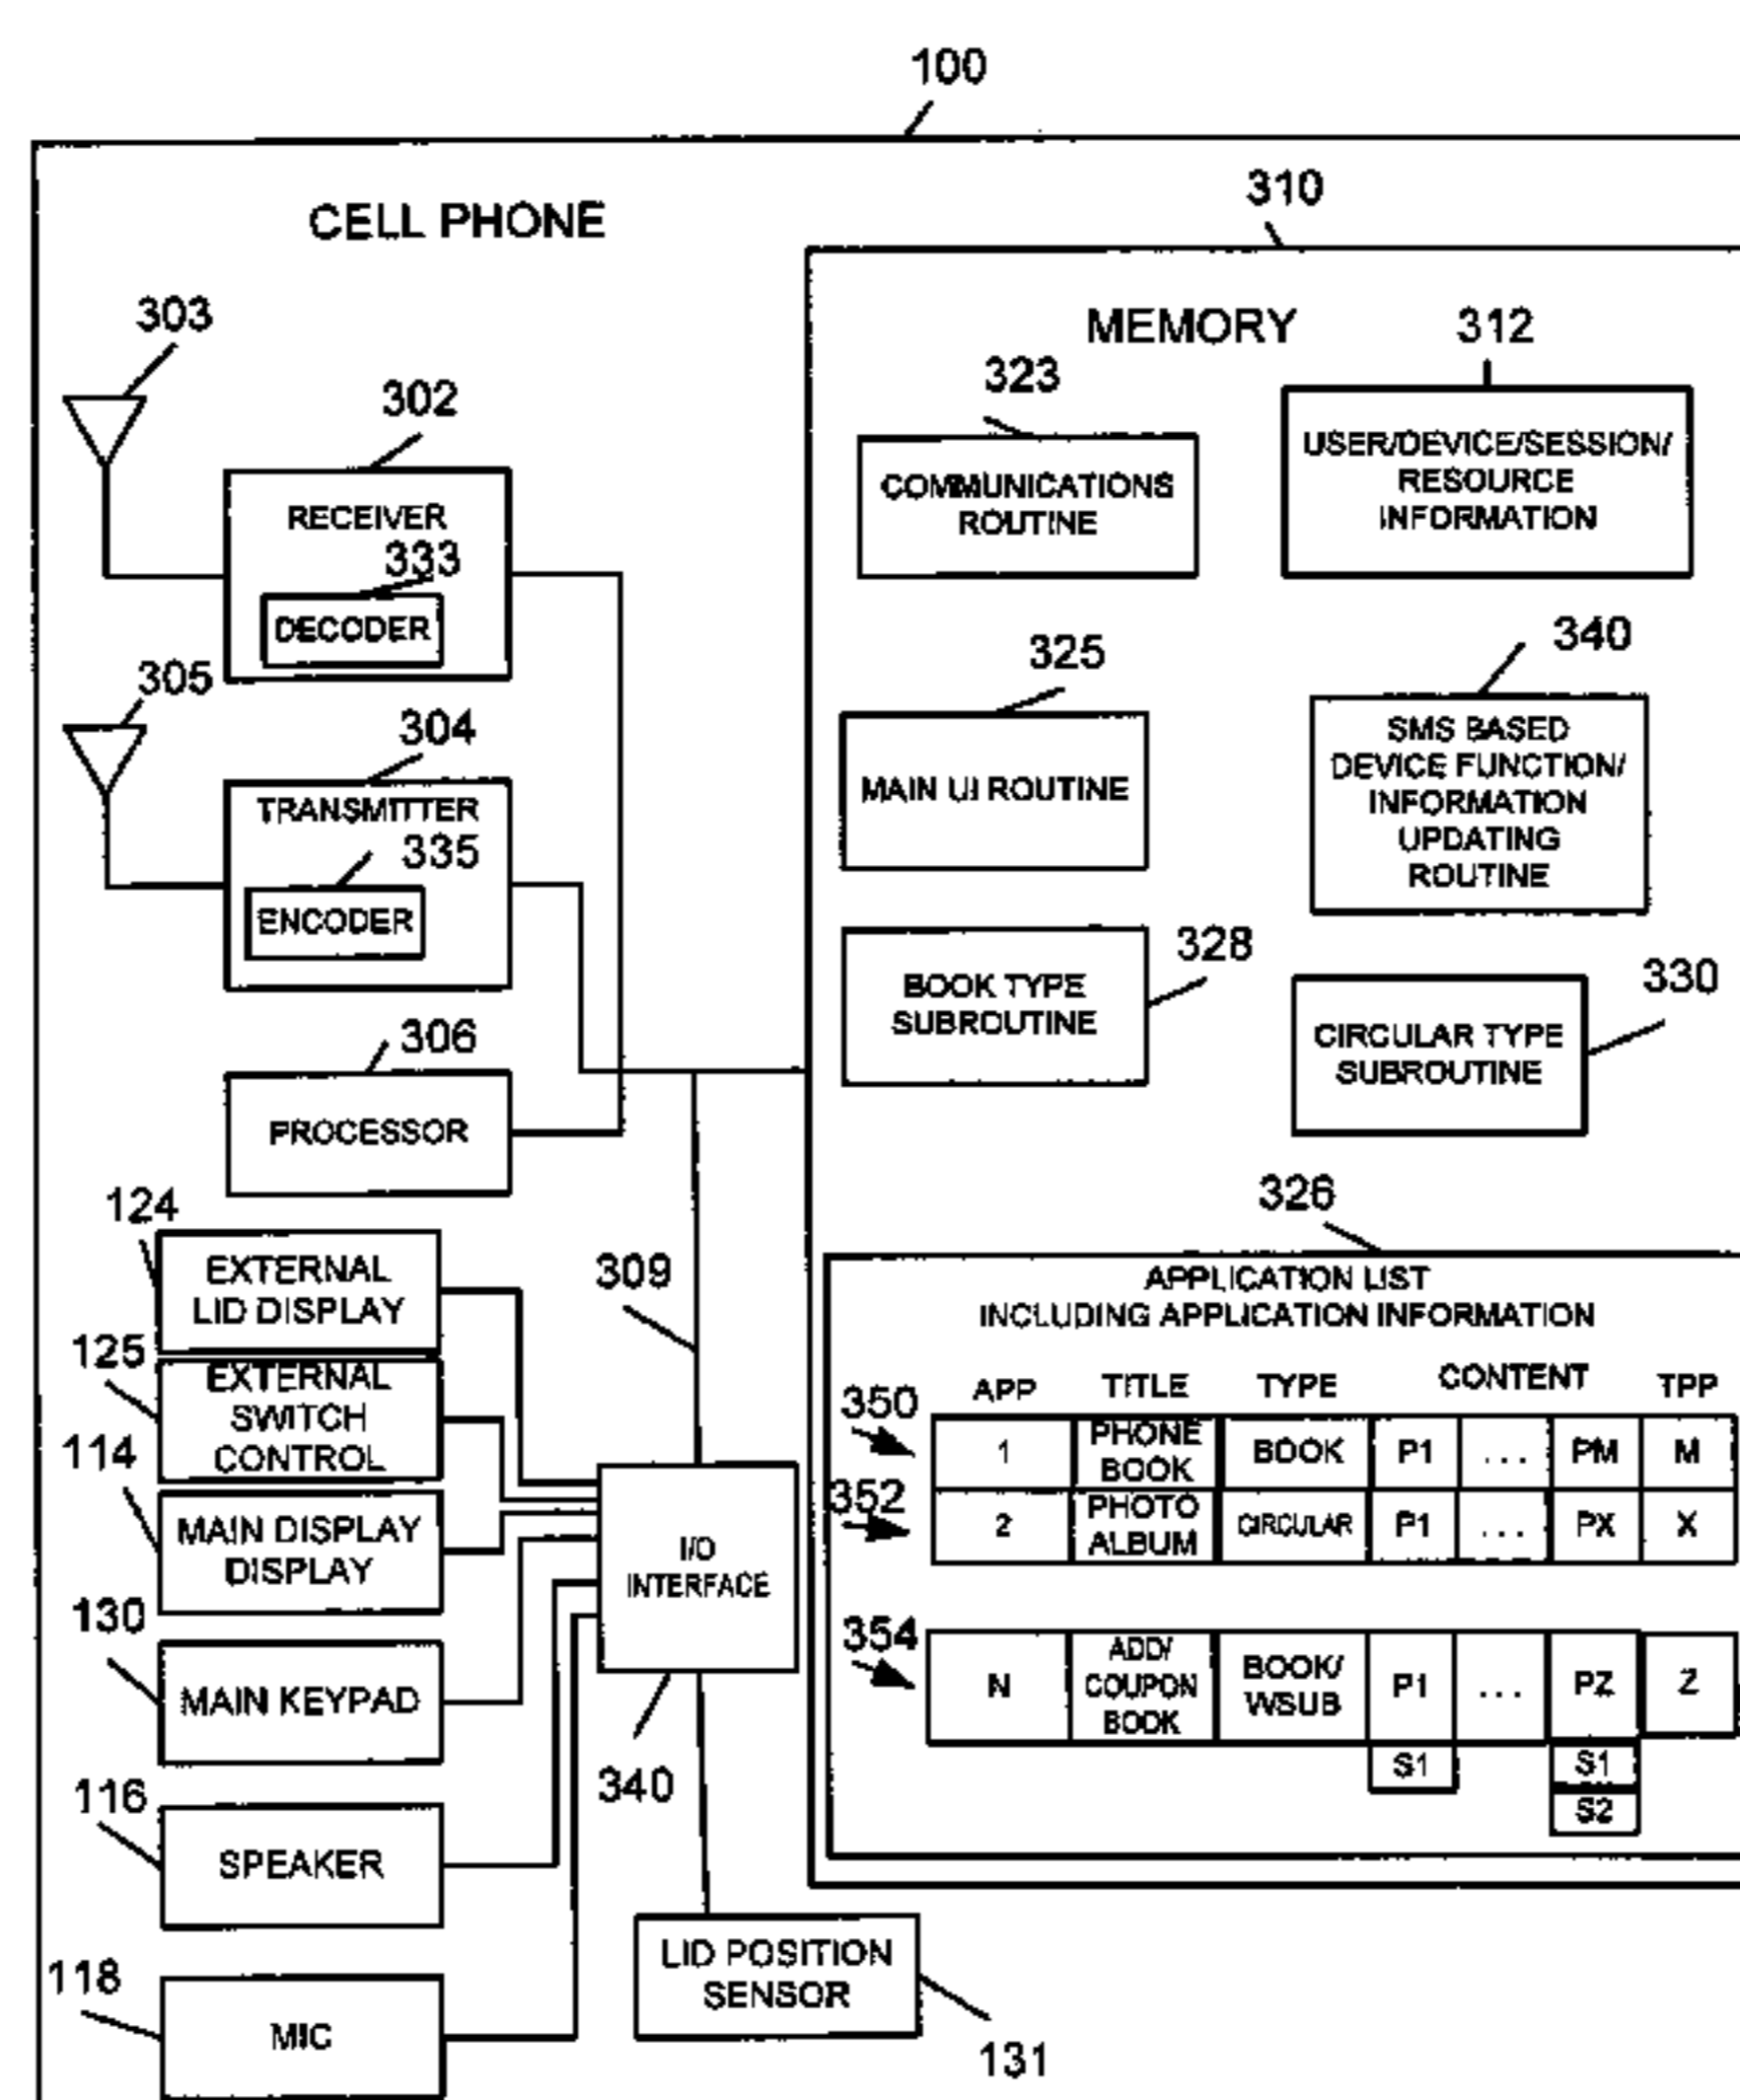 100
CELL PHONE
310
MEMORY
303
302
RECEIVER
333
DECODER
305
304
TRANSMITTER
335
ENCODER
306
PROCESSOR
323
COMMUNICATIONS
ROUTINE
312
USER/DEVICE/SESSION/
RESOURCE
INFORMATION
325
MAIN UI ROUTINE
340
SMS BASED
DEVICE FUNCTION/
INFORMATION
UPDATING
ROUTINE
328
BOOK TYPE
SUBROUTINE
330
CIRCULAR TYPE
SUBROUTINE
124
EXTERNAL
LID DISPLAY
125
EXTERNAL
SWITCH
CONTROL
114
MAIN DISPLAY
DISPLAY
130
MAIN KEYPAD
116
SPEAKER
118
MIC
309
I/O
INTERFACE
340
LID POSITION
SENSOR
131
326
APPLICATION LIST
INCLUDING APPLICATION INFORMATION
APP TITLE TYPE CONTENT TPP
350
1 PHONE BOOK BOOK P1 ... PM M
352
2 PHOTO ALBUM CIRCULAR P1 ... PX X
354
N ADD/ COUPON BOOK BOOK/ WSUB P1 ... PZ Z
S1 S1
S2